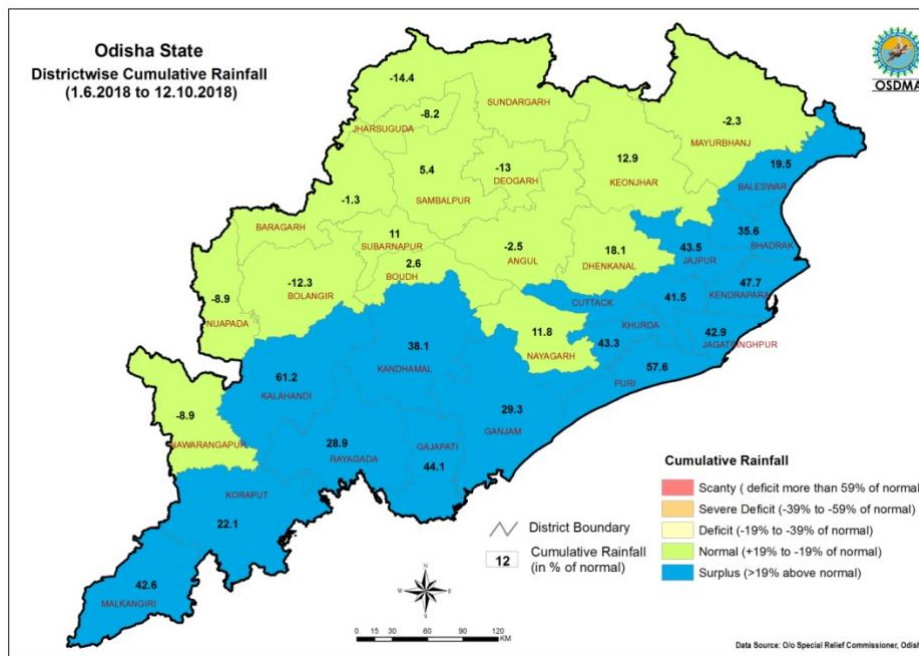 Odisha State
Districtwise Cumulative Rainfall
(1.6.2018 to 12.10.2018)
OSDMA
-14.4
SUNDARGARH
-8.2
JHARSUGUDA
-2.3
MAYURBHANJ
5.4
SAMBALPUR
-13
DEOGARH
12.9
KEONJHAR
19.5
BALESWAR
-1.3
BARAGARH
11
SUBARNAPUR
-2.5
ANGUL
18.1
DHENKANAL
43.5
JAJPUR
35.6
BHADRAK
2.6
BOUDH
-12.3
BOLANGIR
-8.9
NUAPADA
CUTTACK
41.5
47.7
KENDRAPARA
KHURDA
43.3
42.9
JAGATSINGHPUR
11.8
NAYAGARH
38.1
KANDHAMAL
61.2
KALAHANDI
57.6
PURI
29.3
GANJAM
-8.9
NAWARANGAPUR
28.9
RAYAGADA
GAJAPATI
44.1
KORAPUT
22.1
42.6
MALKANGIRI
Cumulative Rainfall
Scanty ( deficit more than 59% of normal
Severe Deficit (-39% to -59% of normal)
Deficit (-19% to -39% of normal)
Normal (+19% to -19% of normal)
Surplus (>19% above normal)
District Boundary
12 Cumulative Rainfall
(in % of normal)
N
W E
S
0 15 30 60 90 120
KM
Data Source: O/o Special Relief Commissioner, Odish